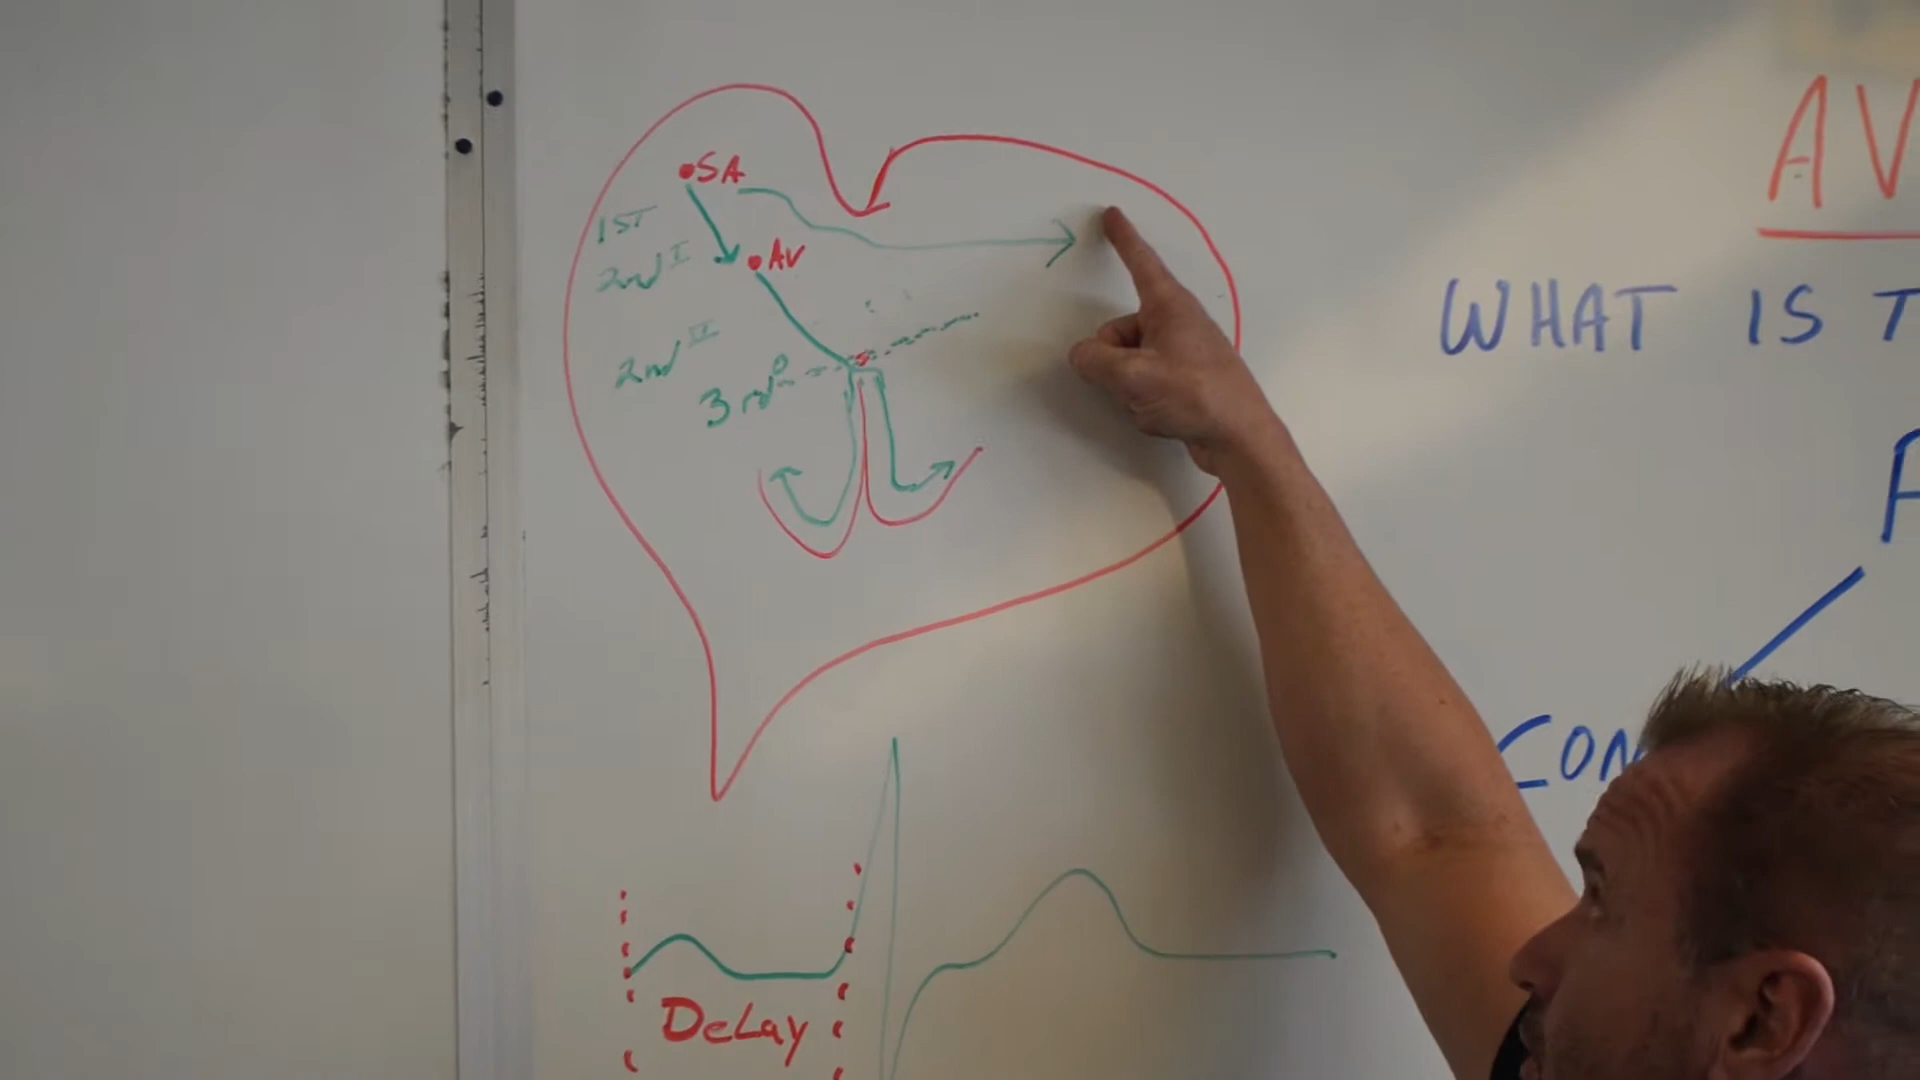 SA
1ST
AV
2nd I
2nd II
3rd°
DeLay
AV
WHAT IS T
P
CON